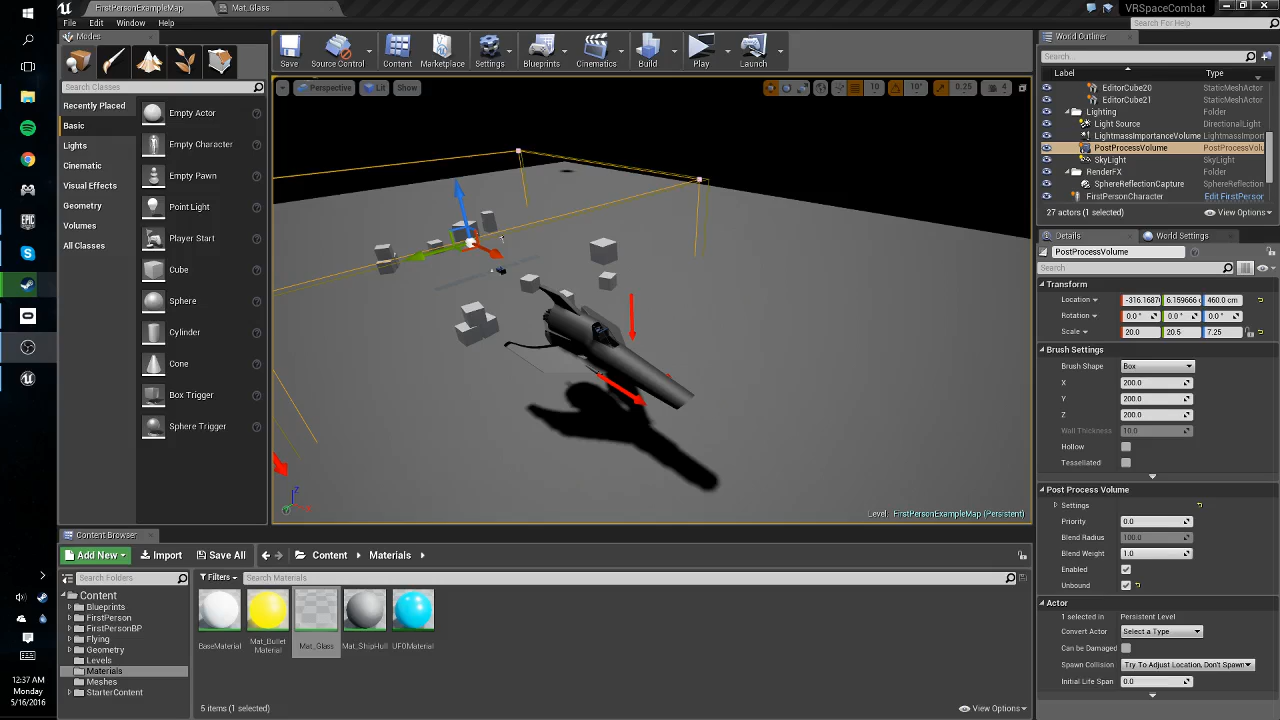 FirstPersonExampleMap
Mat_Glass
VRSpaceCombat
File
Edit
Window
Help
Search For Help
Modes
Search Classes
Recently Placed
Basic
Lights
Cinematic
Visual Effects
Geometry
Volumes
All Classes
Empty Actor
Empty Character
Empty Pawn
Point Light
Player Start
Cube
Sphere
Cylinder
Cone
Box Trigger
Sphere Trigger
Save
Source Control
Content
Marketplace
Settings
Blueprints
Cinematics
Build
Play
Launch
Perspective
Lit
Show
10
10°
0.25
4
Level: FirstPersonExampleMap (Persistent)
World Outliner
Search...
Label
Type
EditorCube20
StaticMeshActor
EditorCube21
StaticMeshActor
Lighting
Folder
Light Source
DirectionalLight
LightmassImportanceVolume
LightmassImpor
PostProcessVolume
PostProcessVolu
SkyLight
SkyLight
RenderFX
Folder
SphereReflectionCapture
SphereReflection
FirstPersonCharacter
Edit FirstPerson
27 actors (1 selected)
View Options
Details
World Settings
PostProcessVolume
Search
Transform
Location
-316.1687
6.159666 c
460.0 cm
Rotation
0.0 °
0.0 °
0.0 °
Scale
20.0
20.5
7.25
Brush Settings
Brush Shape
Box
X
200.0
Y
200.0
Z
200.0
Wall Thickness
10.0
Hollow
Tessellated
Post Process Volume
Settings
Priority
0.0
Blend Radius
100.0
Blend Weight
1.0
Enabled
Unbound
Actor
1 selected in
Persistent Level
Convert Actor
Select a Type
Can be Damaged
Spawn Collision
Try To Adjust Location, Don't Spawn
Initial Life Span
0.0
Content Browser
Add New
Import
Save All
Content
Materials
Search Folders
Filters
Search Materials
Content
Blueprints
FirstPerson
FirstPersonBP
Flying
Geometry
Levels
Materials
Meshes
StarterContent
BaseMaterial
Mat_Bullet
Material
Mat_Glass
Mat_ShipHull
UFOMaterial
5 items (1 selected)
View Options
EPIC
12:37 AM
Monday
5/16/2016
Z